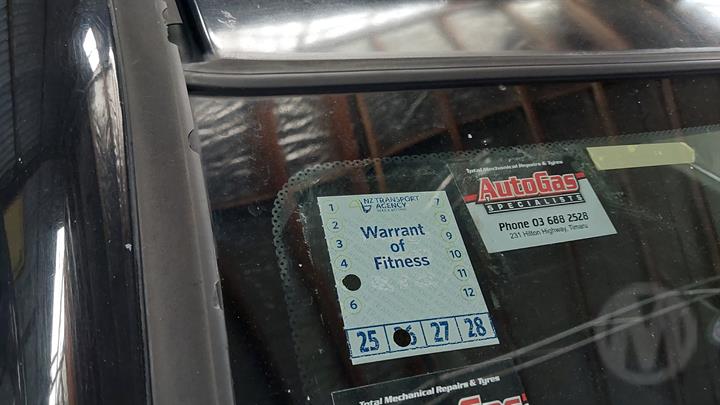 NZ TRANSPORT
AGENCY
1
2
3
4
6
7
8
9
10
11
12
Warrant
of
Fitness
25 26 27 28
Total Mechanical Repairs & Tyres
AutoGas
SPECIALISTS
Phone 03 688 2528
231 Hilton Highway, Timaru
Total Mechanical Repairs & Tyres
M